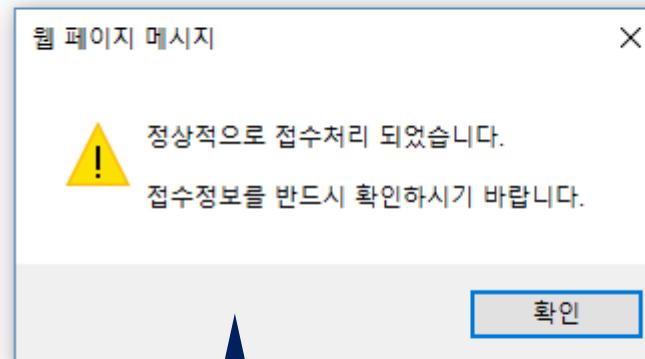 웹 페이지 메시지
정상적으로 접수처리 되었습니다.
접수정보를 반드시 확인하시기 바랍니다.
확인